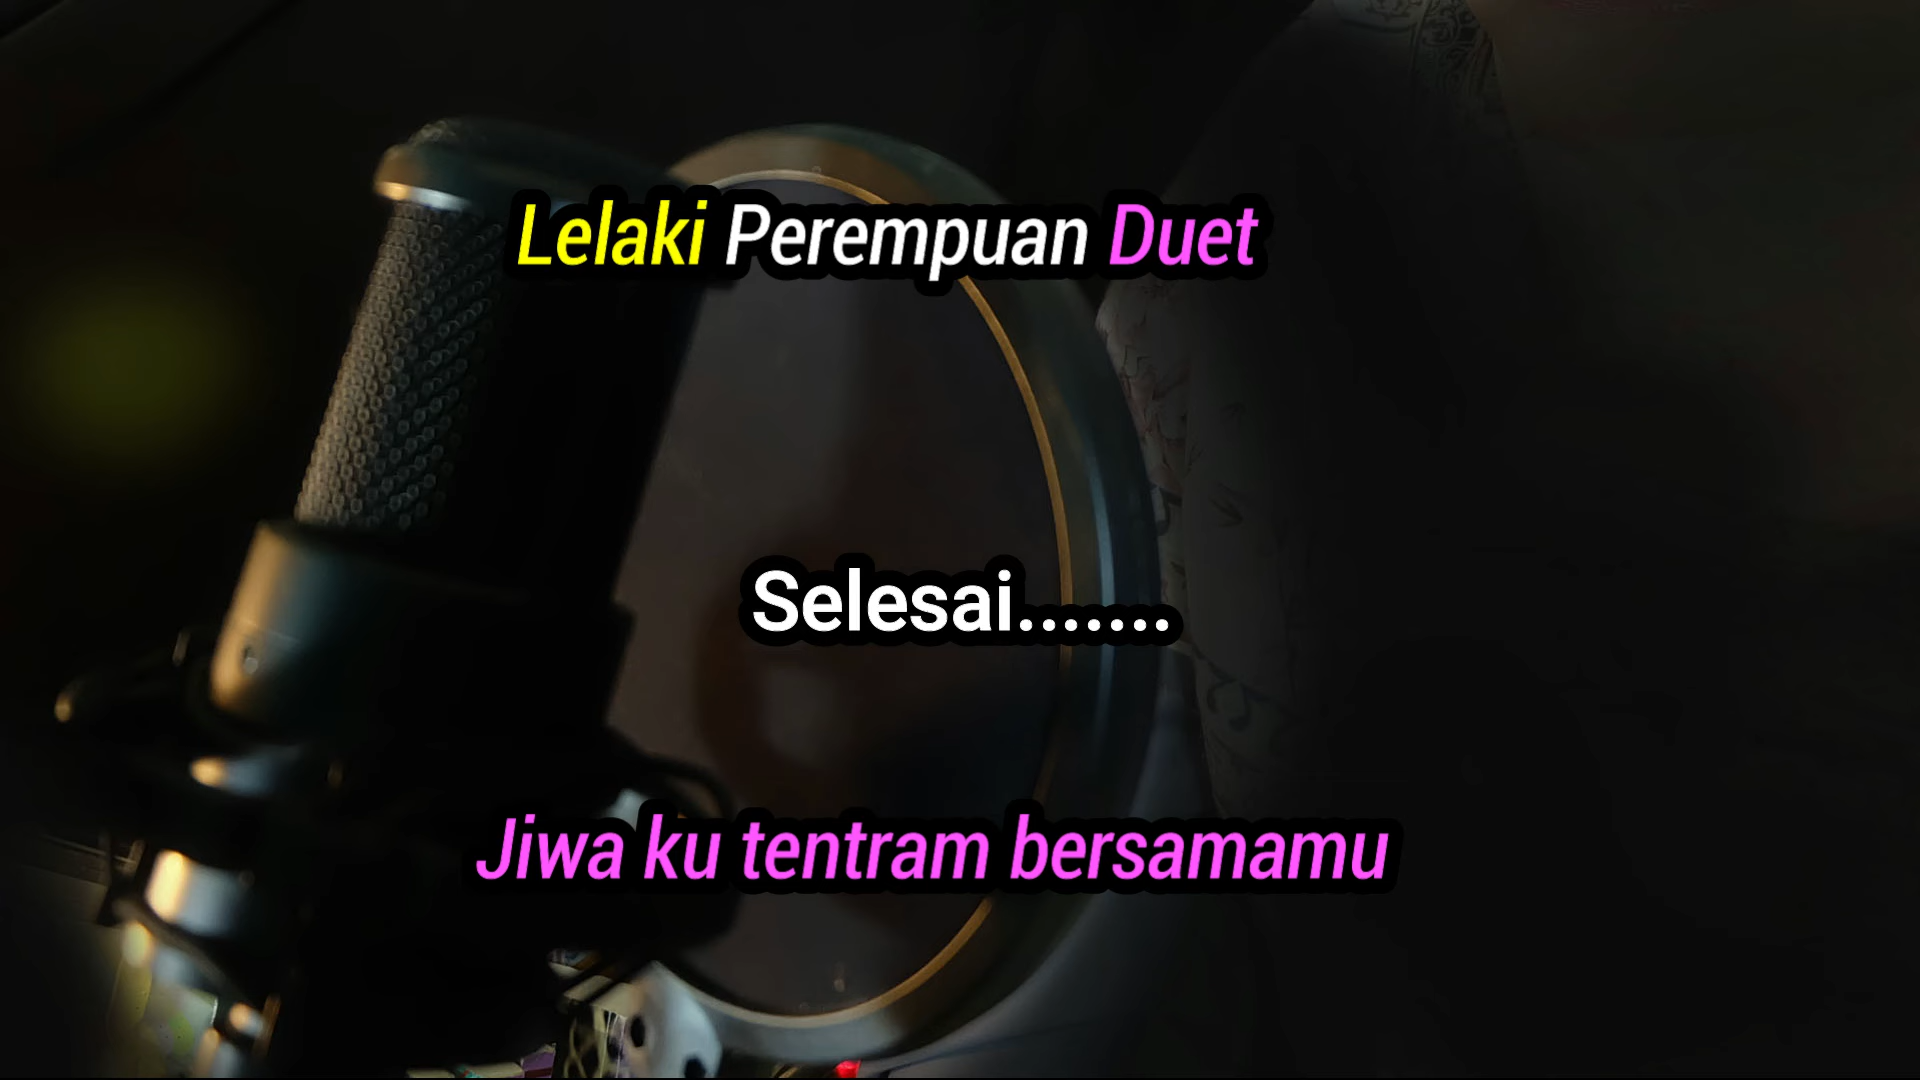 Lelaki Perempuan Duet
Selesai.......
Jiwa ku tentram bersamamu